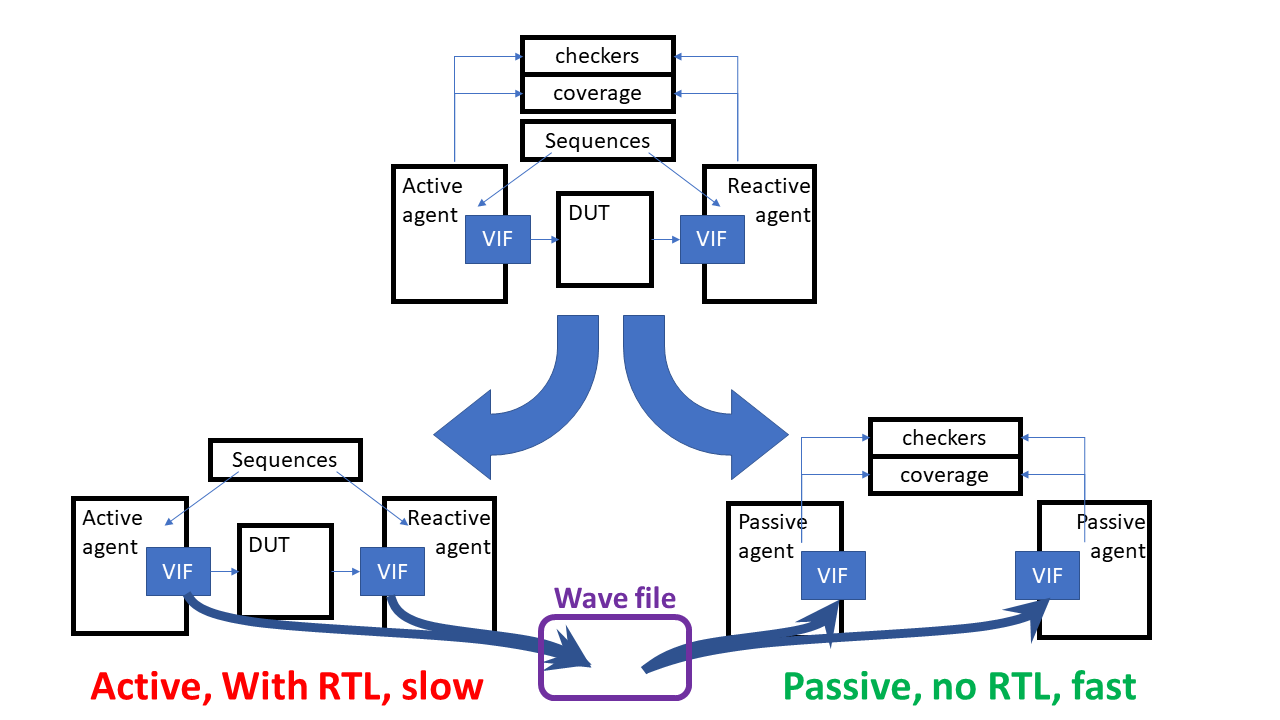 checkers
coverage
Sequences
Active
agent
Reactive
agent
DUT
VIF
VIF
Sequences
Active
agent
Reactive
agent
DUT
VIF
VIF
checkers
coverage
Passive
agent
Passive
agent
VIF
VIF
Wave file
Active, With RTL, slow
Passive, no RTL, fast